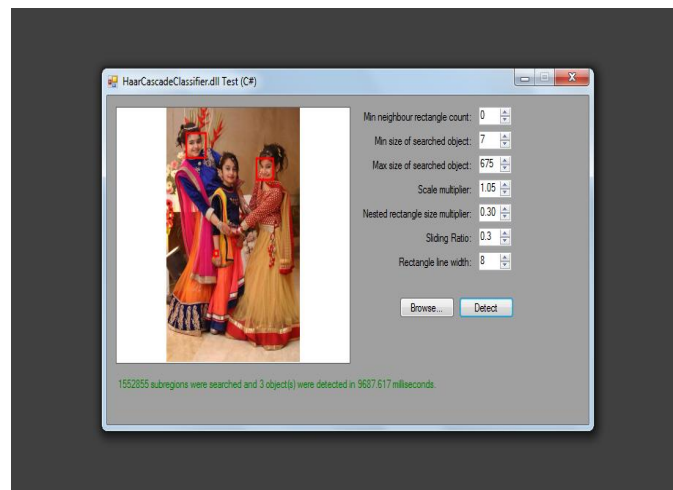 HaarCascadeClassifier.dll Test (C#)
Min neighbour rectangle count: 0
Min size of searched object: 7
Max size of searched object: 675
Scale multiplier: 1.05
Nested rectangle size multiplier: 0.30
Sliding Ratio: 0.3
Rectangle line width: 8
Browse... Detect
1552855 subregions were searched and 3 object(s) were detected in 9687.617 milliseconds.